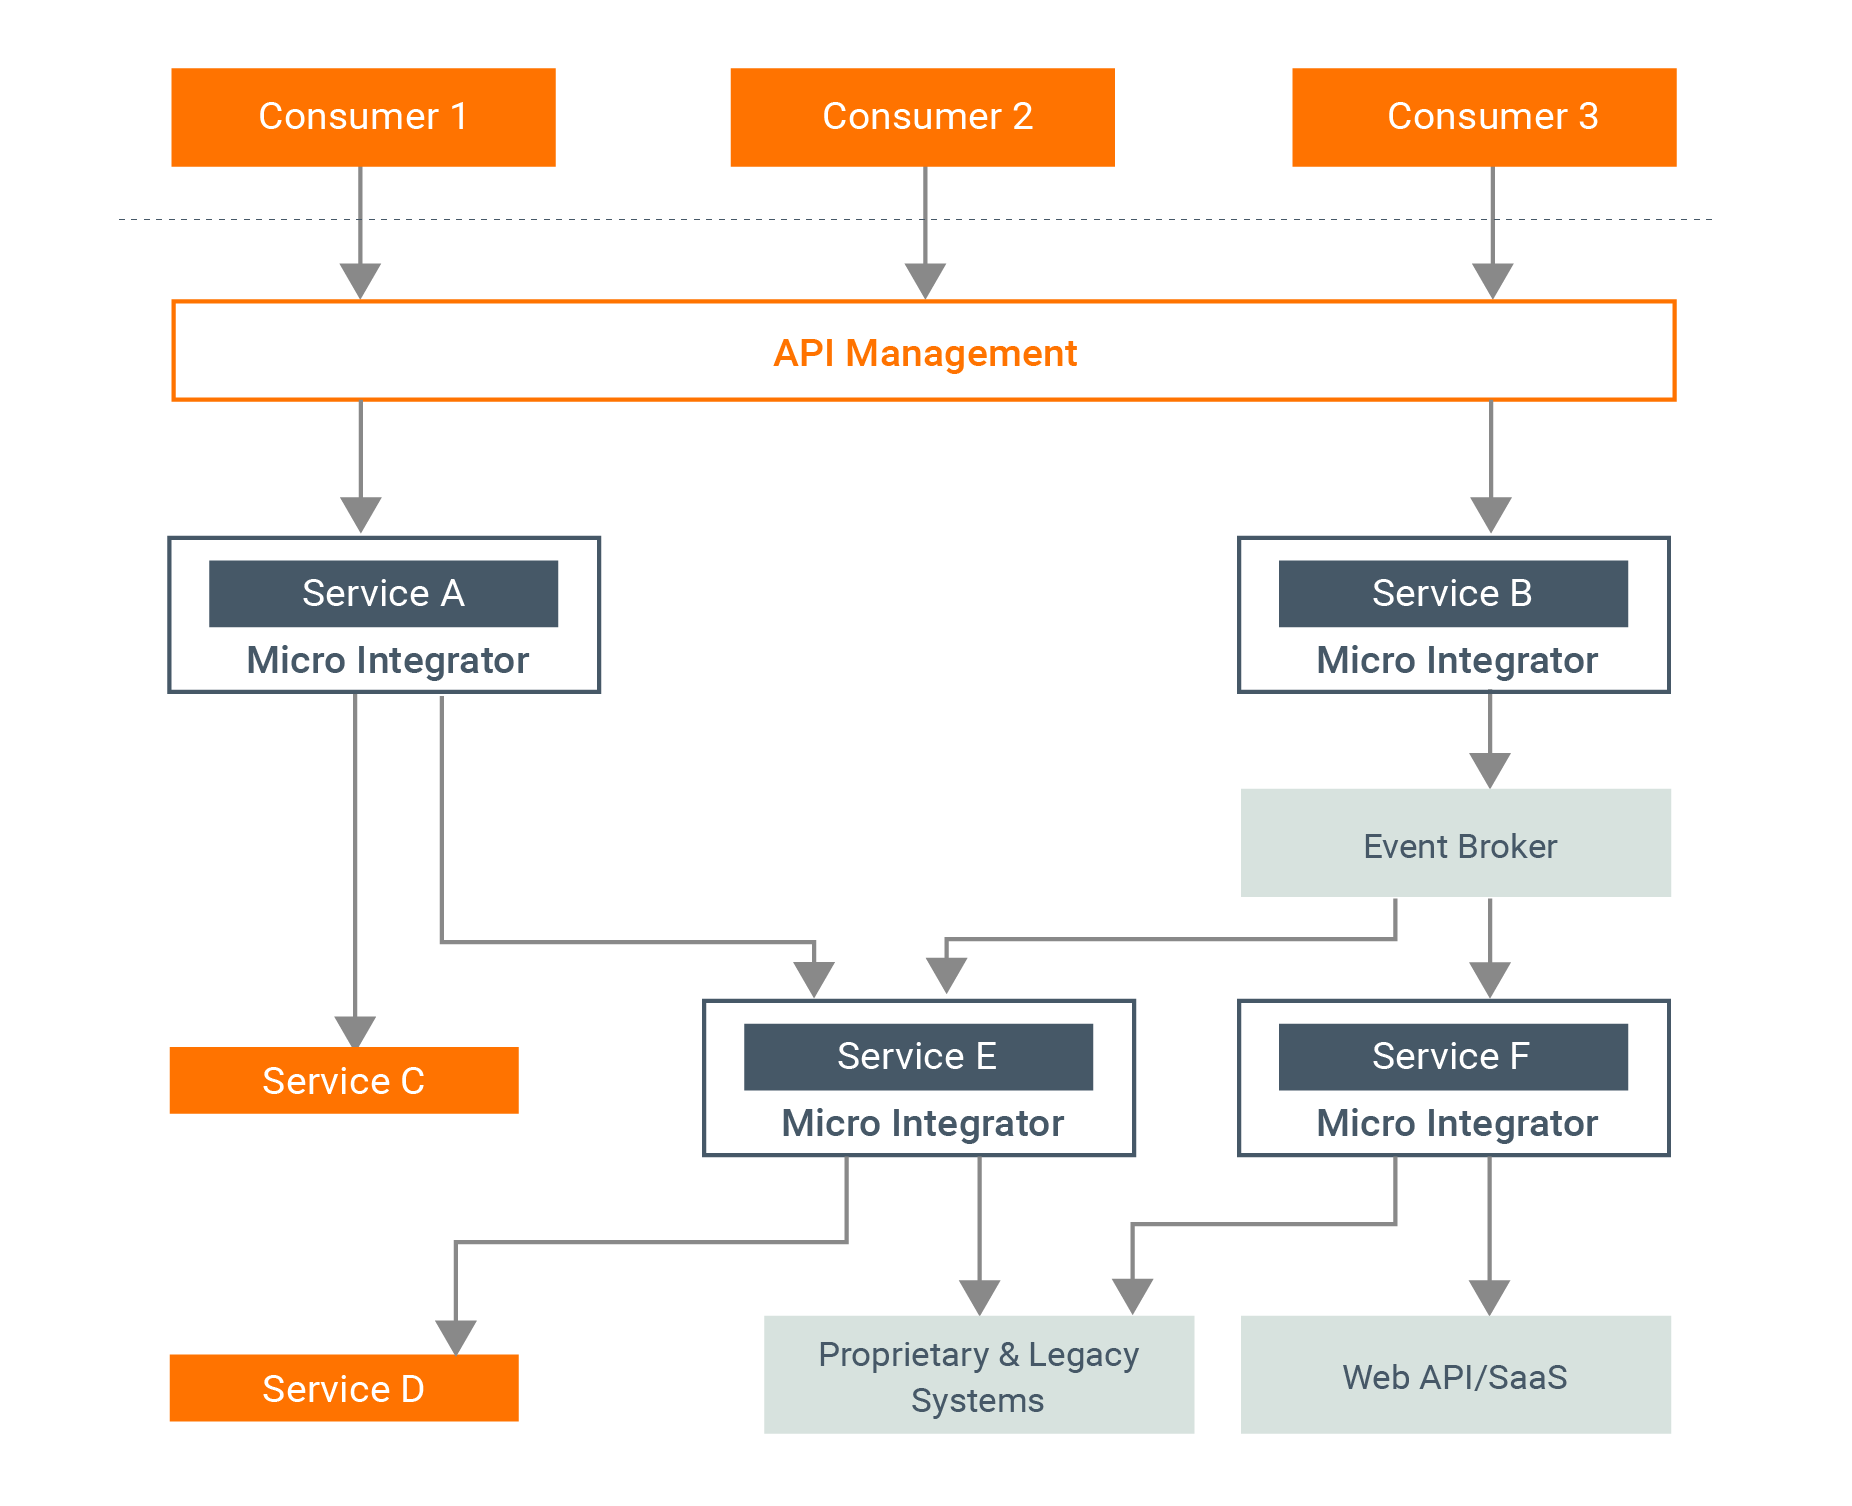 Consumer 1
Consumer 2
Consumer 3
API Management
Service A
Micro Integrator
Service B
Micro Integrator
Event Broker
Service C
Service E
Micro Integrator
Service F
Micro Integrator
Service D
Proprietary & Legacy
Systems
Web API/SaaS